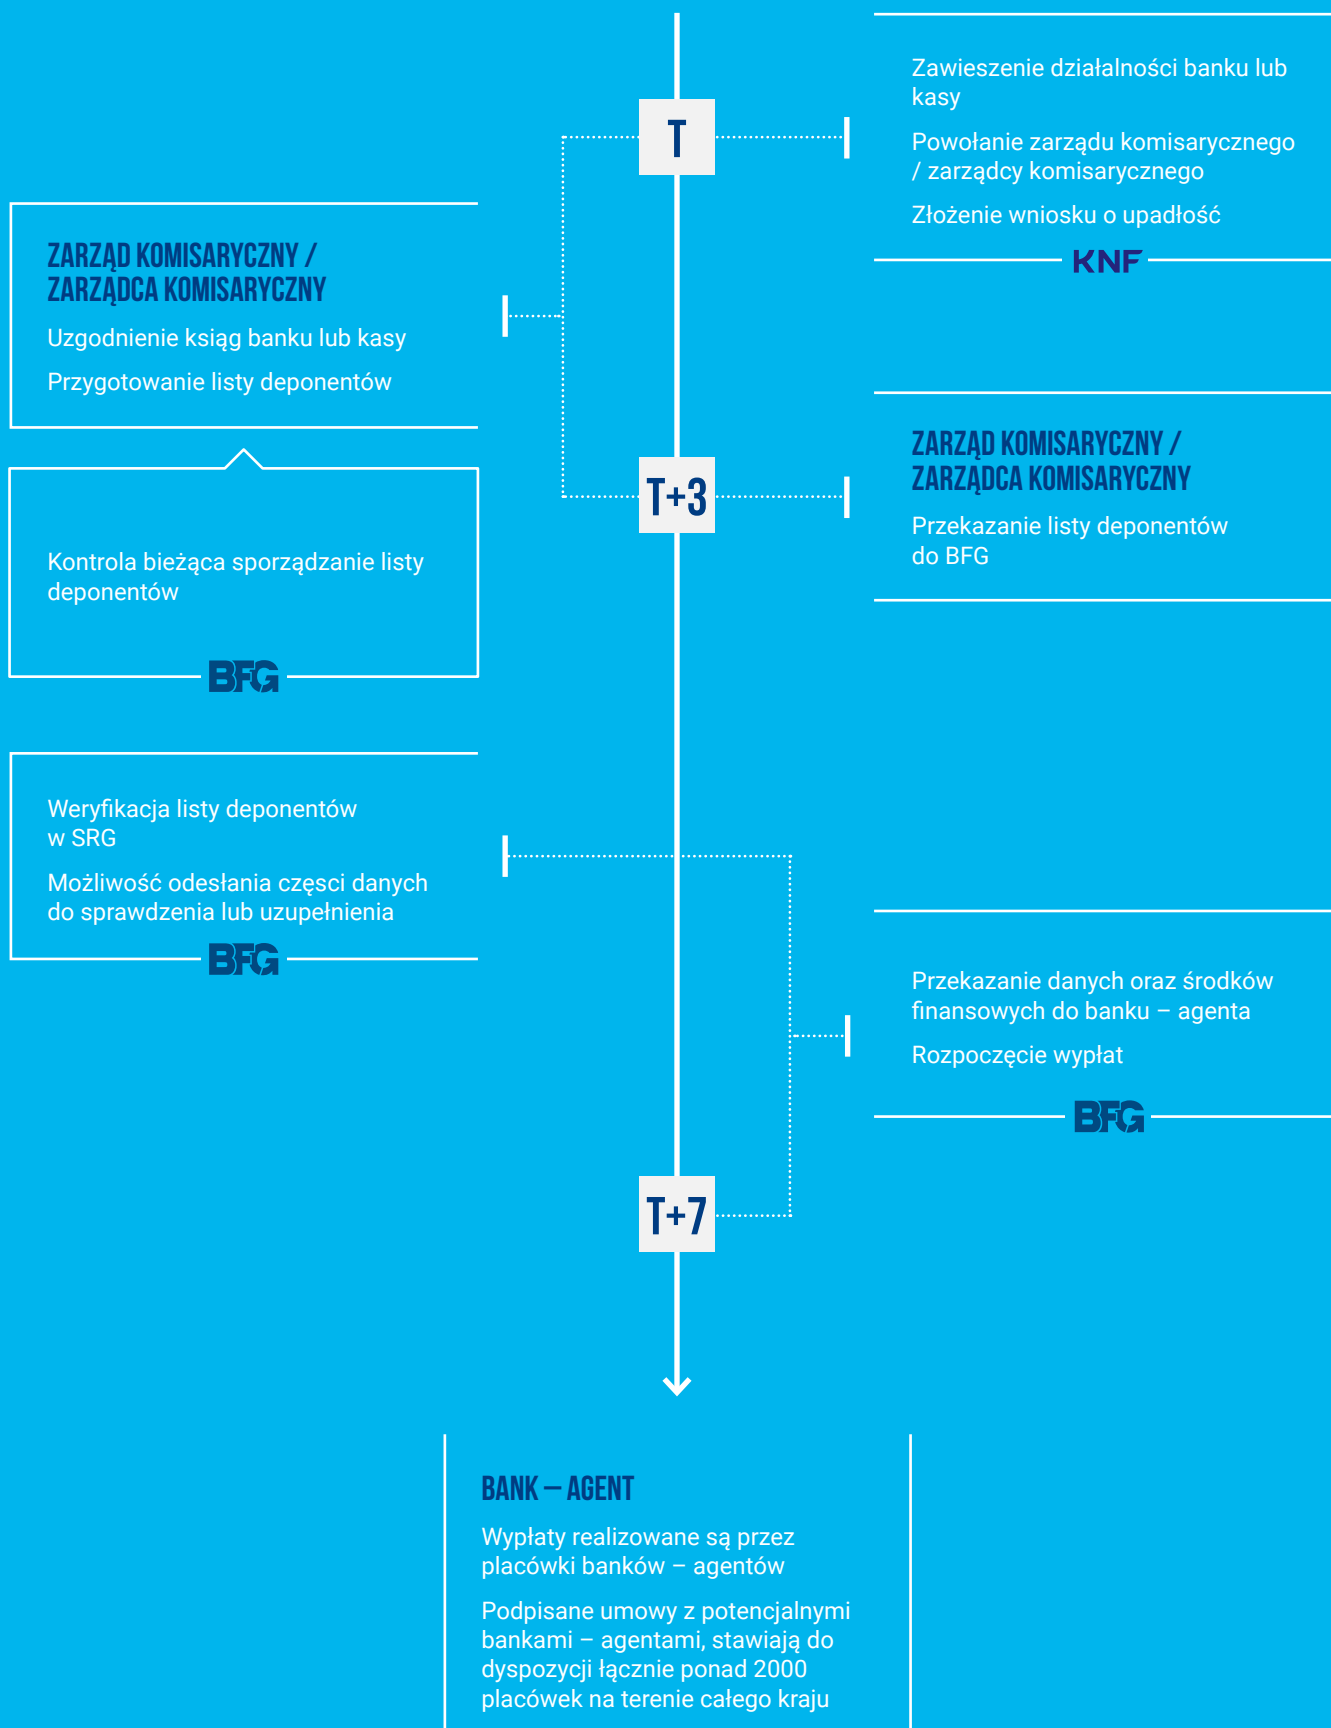 T
Zawieszenie działalności banku lub
kasy
Powołanie zarządu komisarycznego
/ zarządcy komisarycznego
Złożenie wniosku o upadłość
KNF
ZARZĄD KOMISARYCZNY /
ZARZĄDCA KOMISARYCZNY
Uzgodnienie ksiąg banku lub kasy
Przygotowanie listy deponentów
Kontrola bieżąca sporządzanie listy
deponentów
BFG
T+3
ZARZĄD KOMISARYCZNY /
ZARZĄDCA KOMISARYCZNY
Przekazanie listy deponentów
do BFG
Weryfikacja listy deponentów
w SRG
Możliwość odesłania częsci danych
do sprawdzenia lub uzupełnienia
BFG
Przekazanie danych oraz środków
finansowych do banku – agenta
Rozpoczęcie wypłat
BFG
T+7
BANK – AGENT
Wypłaty realizowane są przez
placówki banków – agentów
Podpisane umowy z potencjalnymi
bankami – agentami, stawiają do
dyspozycji łącznie ponad 2000
placówek na terenie całego kraju